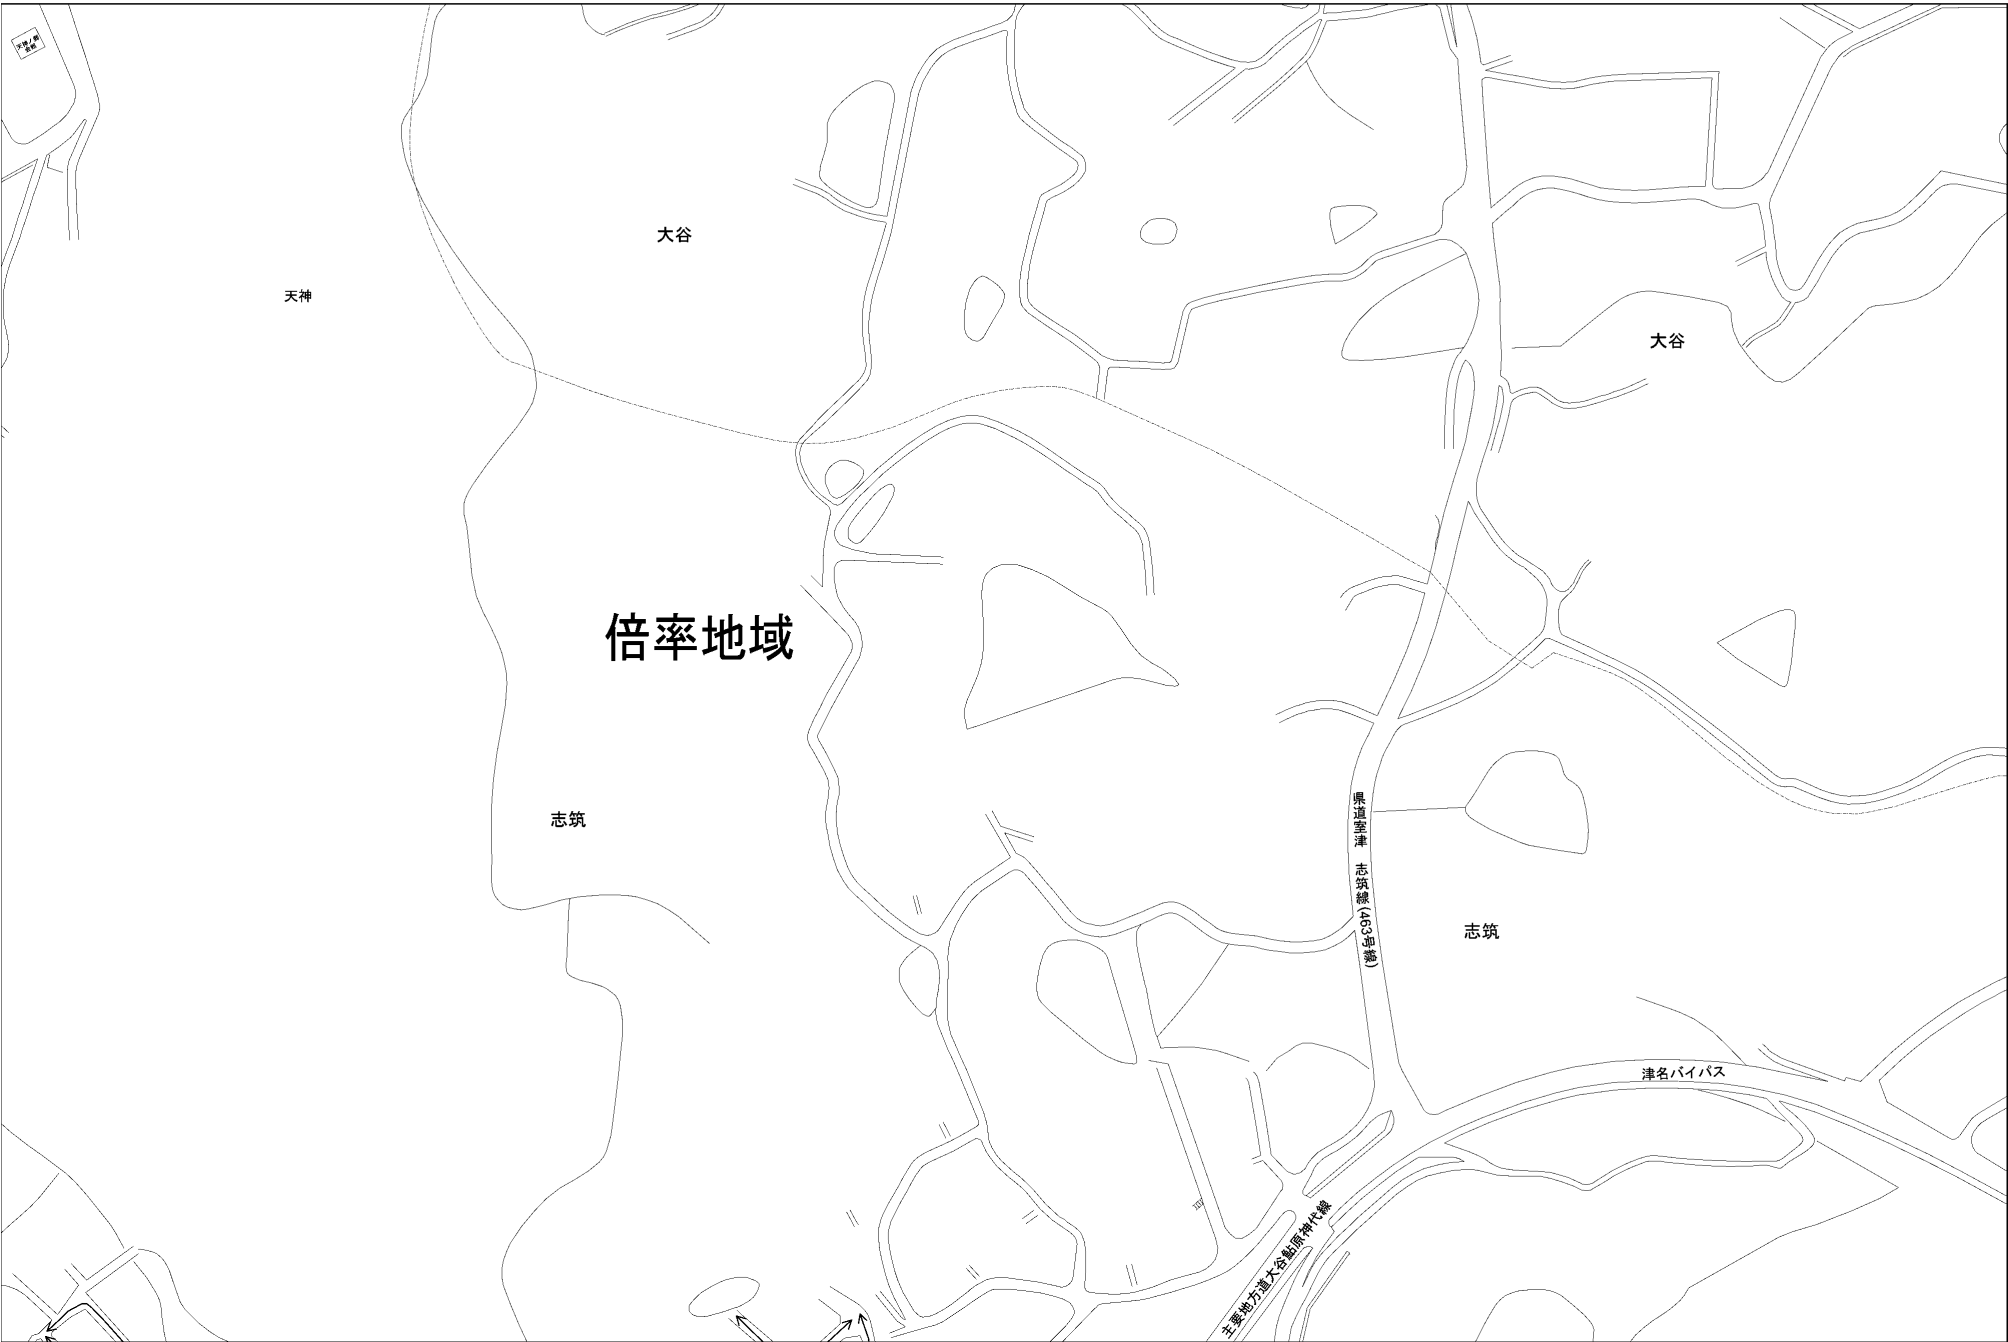 大谷
天神
大谷
倍率地域
志筑
県道室津　志筑線(463号線)
志筑
津名バイパス
主要地方道大谷鮎原神代線